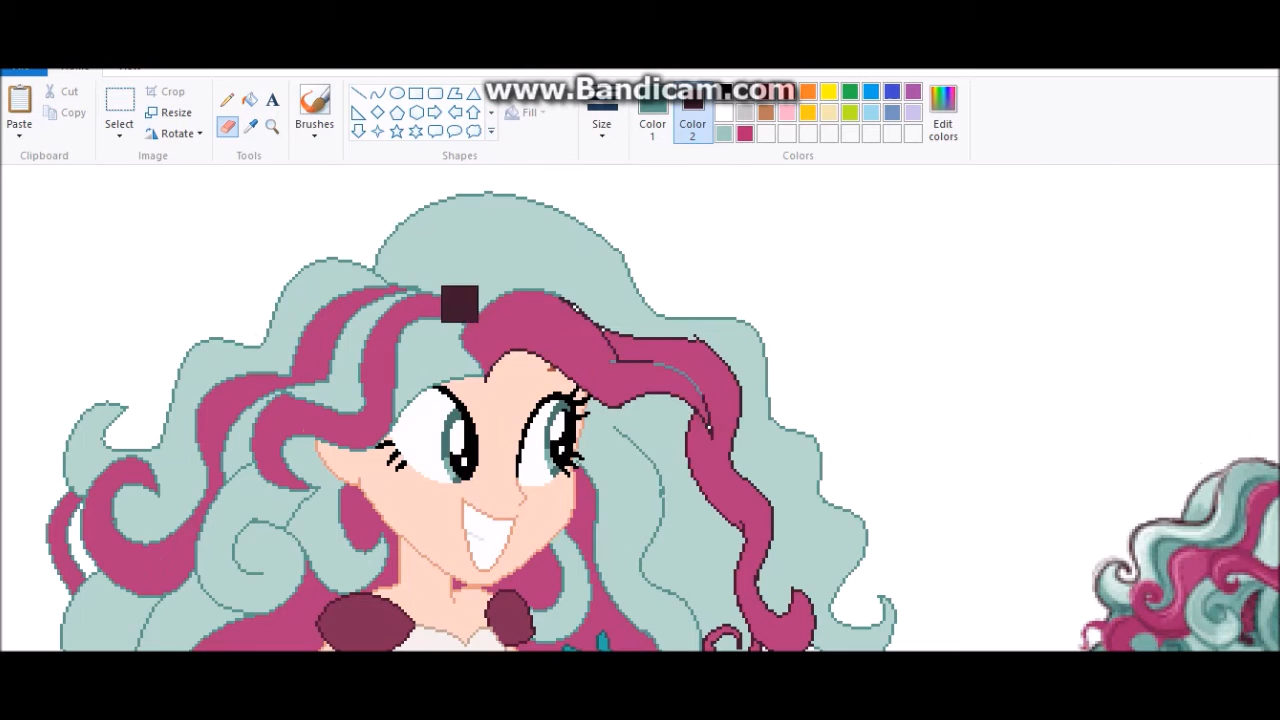 www.Bandicam.com
Paste
Cut
Copy
Clipboard
Select
Crop
Resize
Rotate
Image
Tools
Brushes
Shapes
Fill
Size
Color 1
Color 2
Edit colors
Colors